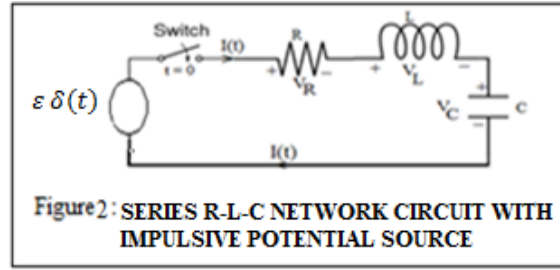 Switch
t = 0
I(t)
R
L
+ − + −
V_R
V_L
ε δ(t)
V_C
+
−
C
I(t)
Figure2: SERIES R-L-C NETWORK CIRCUIT WITH
IMPULSIVE POTENTIAL SOURCE